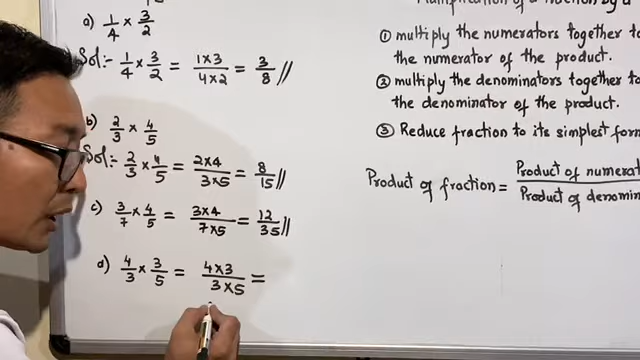 a) 1/4 × 3/2
Sol:- 1/4 × 3/2 = 1×3/4×2 = 3/8 //
b) 2/3 × 4/5
Sol:- 2/3 × 4/5 = 2×4/3×5 = 8/15 //
c) 3/7 × 4/5 = 3×4/7×5 = 12/35 //
d) 4/3 × 3/5 = 4×3/3×5 =
of a fraction by a
① multiply the numerators together to
the numerator of the product.
② multiply the denominators together to
the denominator of the product.
③ Reduce fraction to its simplest form
Product of fraction = Product of numerat/Product of denomin